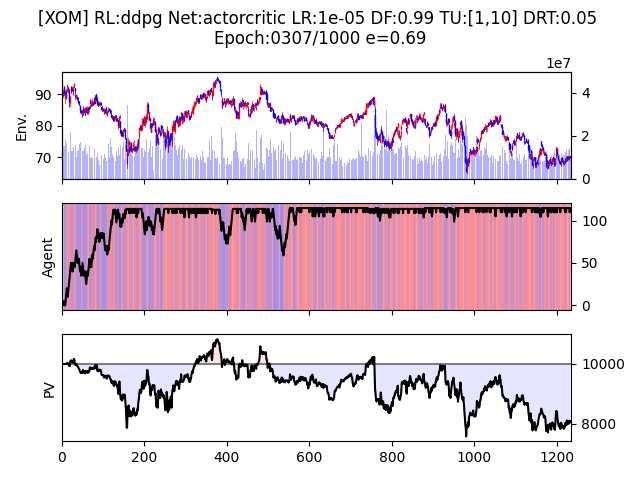 [XOM] RL:ddpg Net:actorcritic LR:1e-05 DF:0.99 TU:[1,10] DRT:0.05
Epoch:0307/1000 e=0.69
1e7
Env.
90
80
70
4
2
0
Agent
100
50
0
PV
10000
8000
0 200 400 600 800 1000 1200